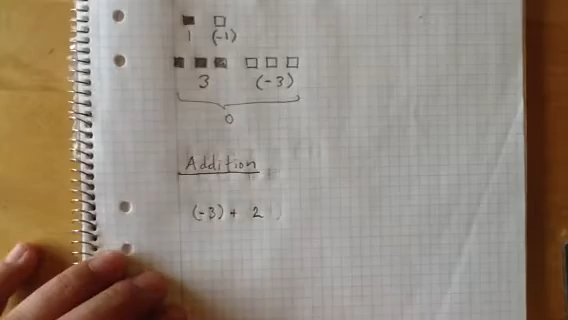 1 (-1)
3 (-3)
0
Addition
(-3) + 2